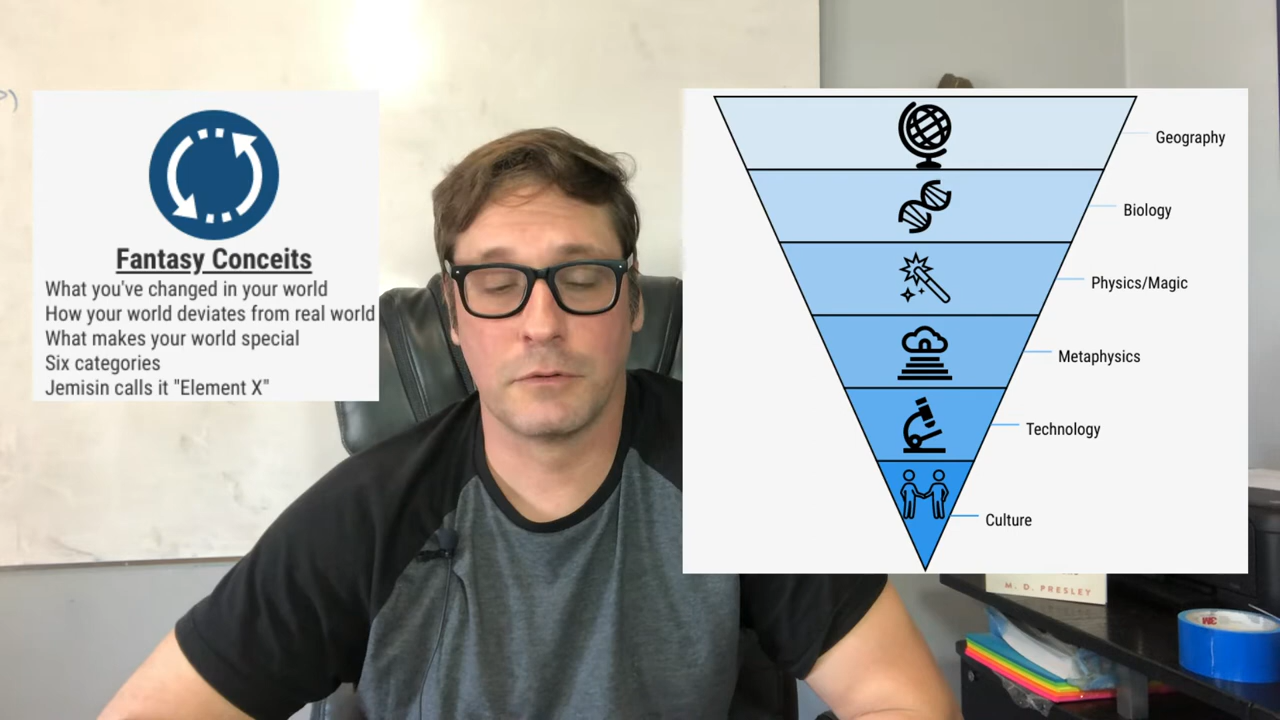 Fantasy Conceits
What you've changed in your world
How your world deviates from real world
What makes your world special
Six categories
Jemisin calls it "Element X"
Geography
Biology
Physics/Magic
Metaphysics
Technology
Culture
M. D. PRESLEY
3M